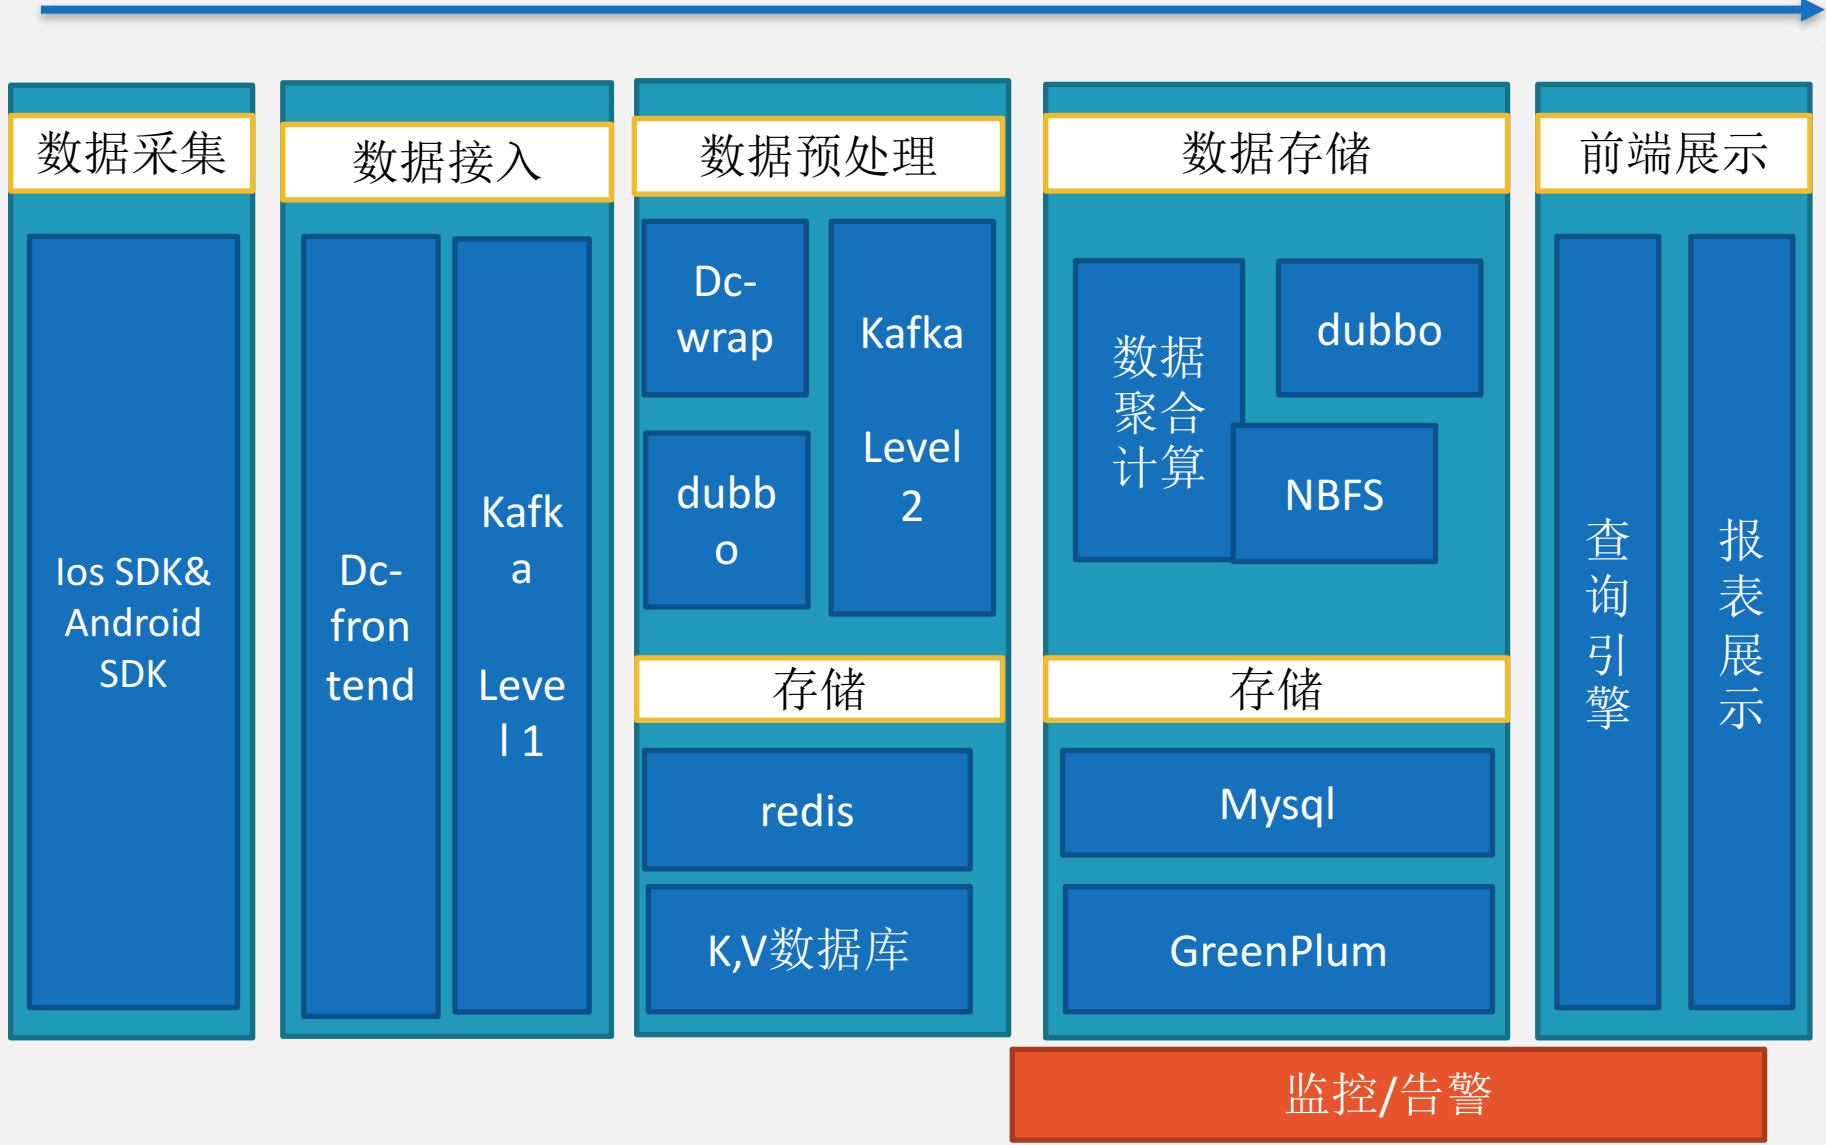 数据采集
Ios SDK&
Android
SDK
数据接入
Dc-
fron
tend
Kafk
a
Leve
l 1
数据预处理
Dc-
wrap
dubb
o
Kafka
Level
2
存储
redis
K,V数据库
数据存储
数据
聚合
计算
dubbo
NBFS
存储
Mysql
GreenPlum
前端展示
查
询
引
擎
报
表
展
示
监控/告警